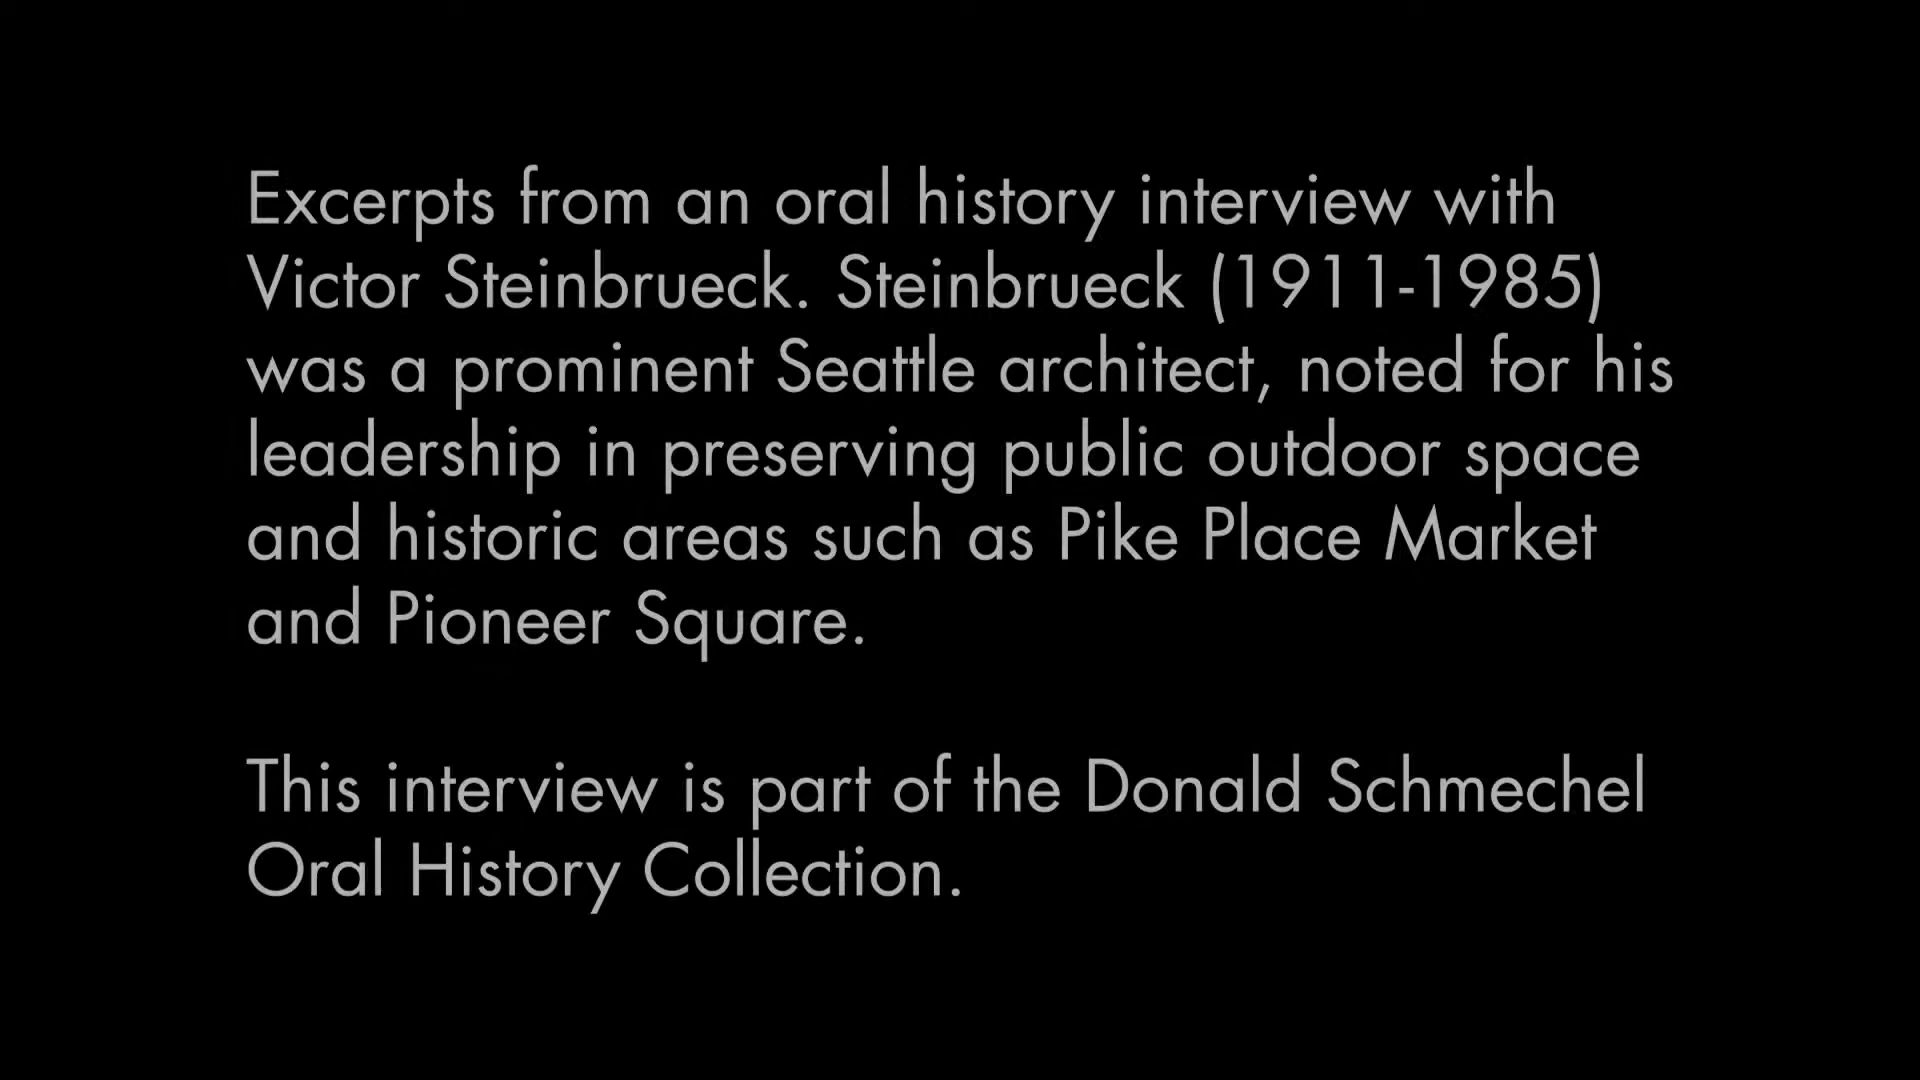 Excerpts from an oral history interview with
Victor Steinbrueck. Steinbrueck (1911-1985)
was a prominent Seattle architect, noted for his
leadership in preserving public outdoor space
and historic areas such as Pike Place Market
and Pioneer Square.
This interview is part of the Donald Schmechel
Oral History Collection.